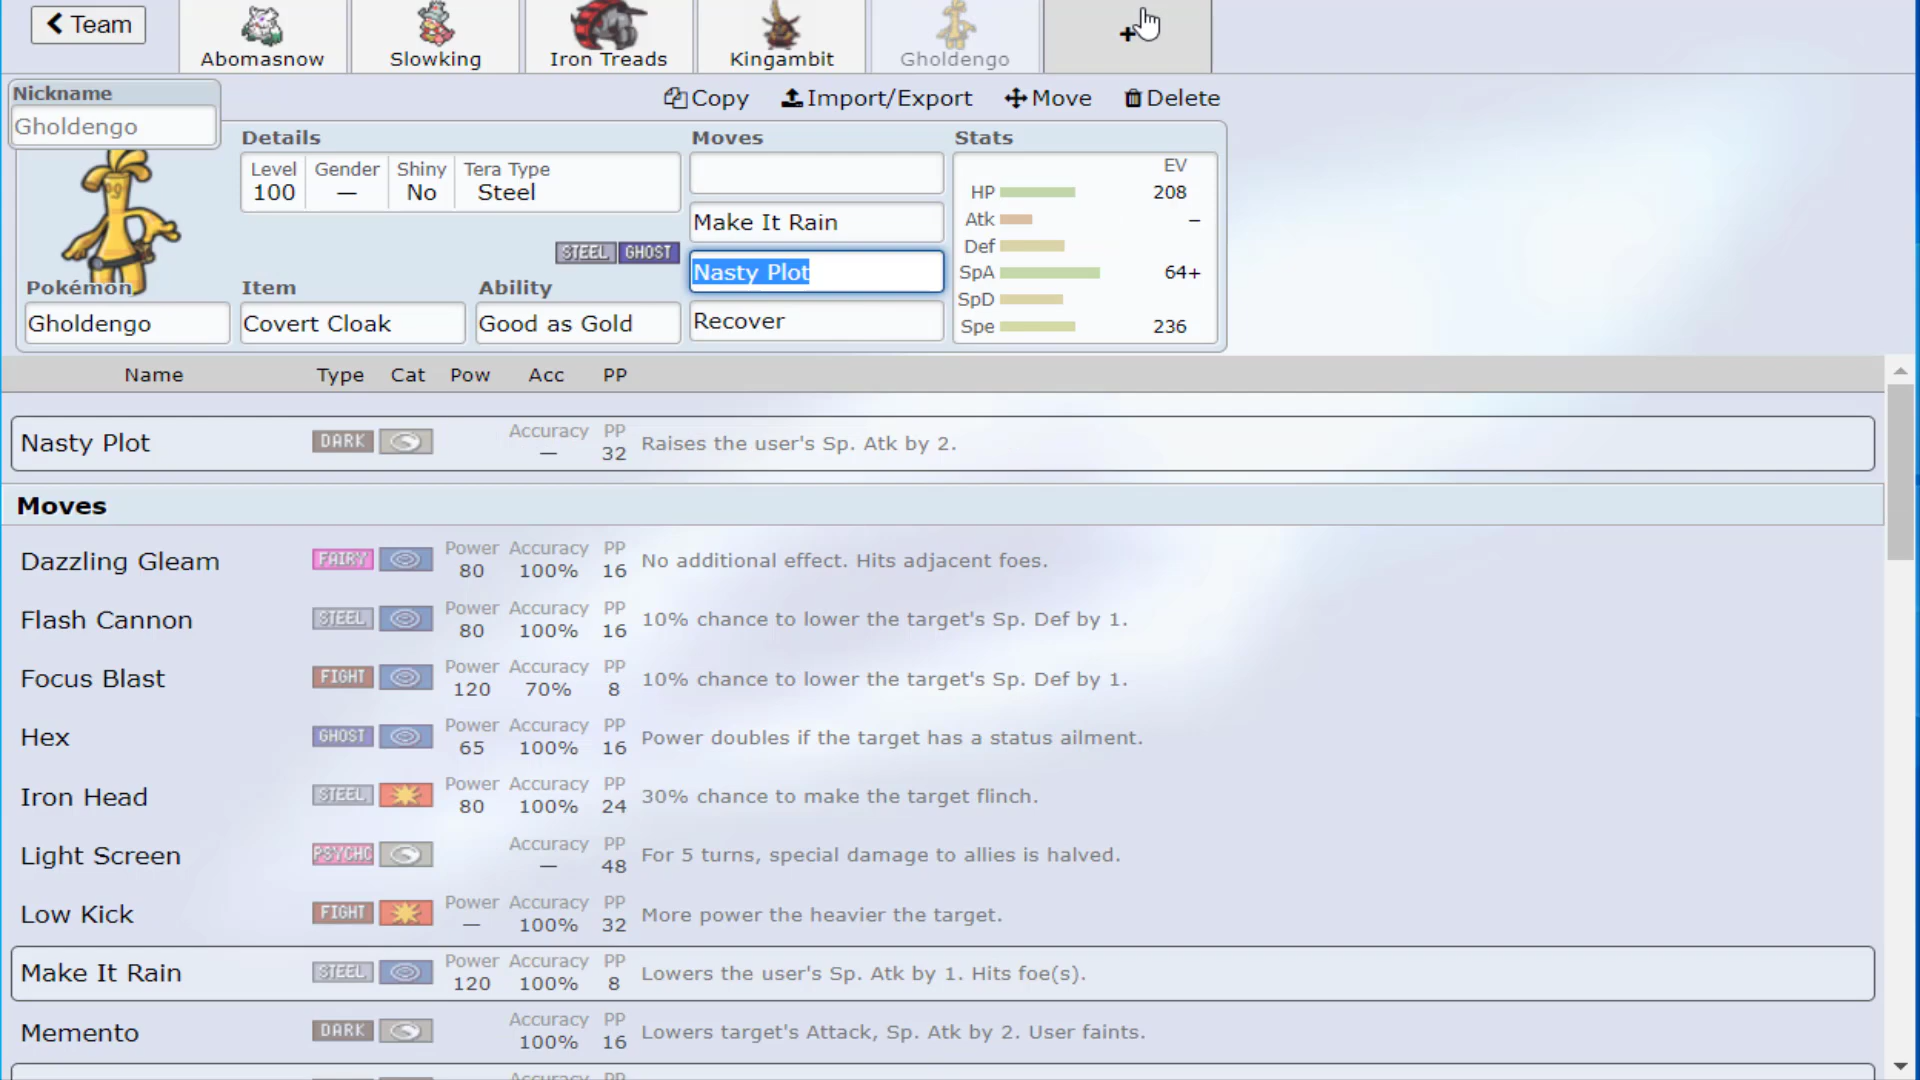 Team
Abomasnow
Slowking
Iron Treads
Kingambit
Gholdengo
+
Nickname
Gholdengo
Copy
Import/Export
Move
Delete
Details
Level Gender Shiny Tera Type
100 — No Steel
STEEL GHOST
Pokémon
Gholdengo
Item
Covert Cloak
Ability
Good as Gold
Moves
Make It Rain
Nasty Plot
Recover
Stats
EV
HP 208
Atk –
Def
SpA 64+
SpD
Spe 236
Name Type Cat Pow Acc PP
Nasty Plot DARK Accuracy — PP 32 Raises the user's Sp. Atk by 2.
Moves
Dazzling Gleam FAIRY Power 80 Accuracy 100% PP 16 No additional effect. Hits adjacent foes.
Flash Cannon STEEL Power 80 Accuracy 100% PP 16 10% chance to lower the target's Sp. Def by 1.
Focus Blast FIGHT Power 120 Accuracy 70% PP 8 10% chance to lower the target's Sp. Def by 1.
Hex GHOST Power 65 Accuracy 100% PP 16 Power doubles if the target has a status ailment.
Iron Head STEEL Power 80 Accuracy 100% PP 24 30% chance to make the target flinch.
Light Screen PSYCHC Accuracy — PP 48 For 5 turns, special damage to allies is halved.
Low Kick FIGHT Power — Accuracy 100% PP 32 More power the heavier the target.
Make It Rain STEEL Power 120 Accuracy 100% PP 8 Lowers the user's Sp. Atk by 1. Hits foe(s).
Memento DARK Accuracy 100% PP 16 Lowers target's Attack, Sp. Atk by 2. User faints.
Accuracy PP